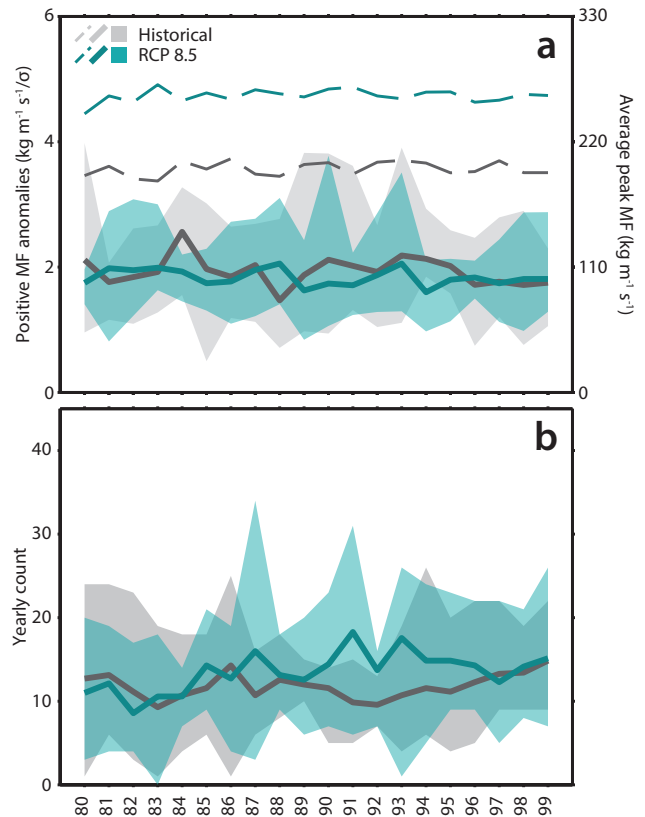 6
4
2
0
Positive MF anomalies (kg m⁻¹ s⁻¹/σ)
Historical
RCP 8.5
a
330
220
110
0
Average peak MF (kg m⁻¹ s⁻¹)
b
40
30
20
10
0
Yearly count
80 81 82 83 84 85 86 87 88 89 90 91 92 93 94 95 96 97 98 99